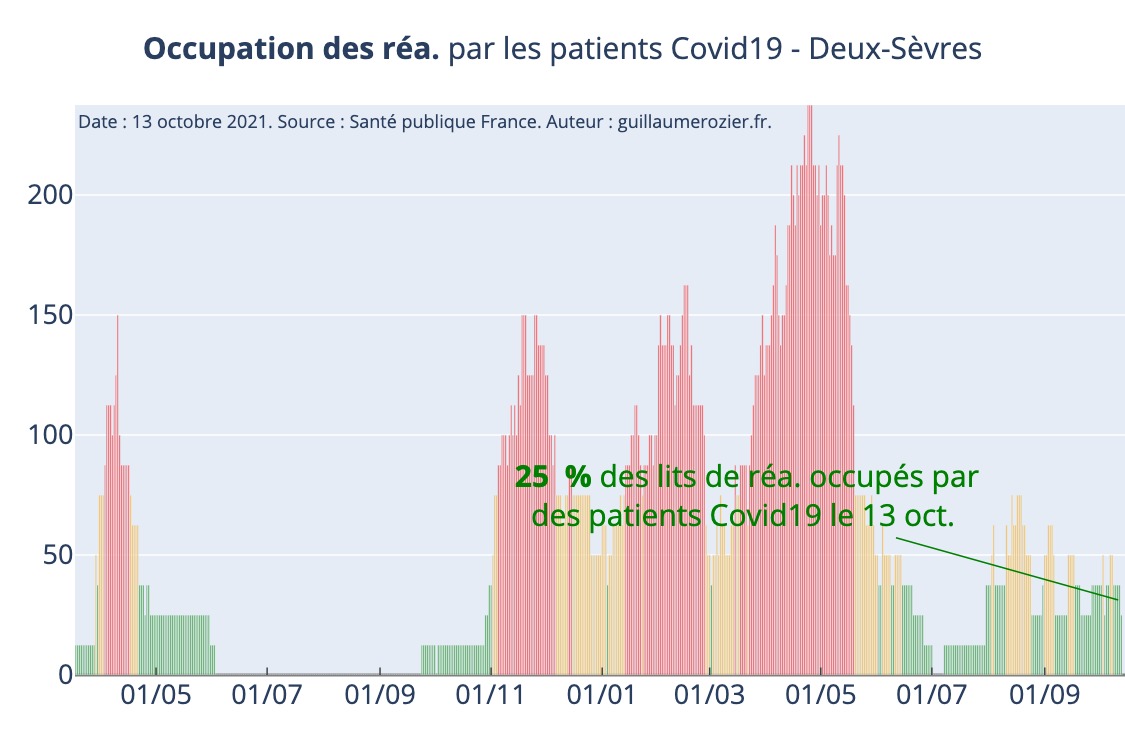 Occupation des réa. par les patients Covid19 - Deux-Sèvres
Date : 13 octobre 2021. Source : Santé publique France. Auteur : guillaumerozier.fr.
200
150
100
50
0
25 % des lits de réa. occupés par
des patients Covid19 le 13 oct.
01/05 01/07 01/09 01/11 01/01 01/03 01/05 01/07 01/09